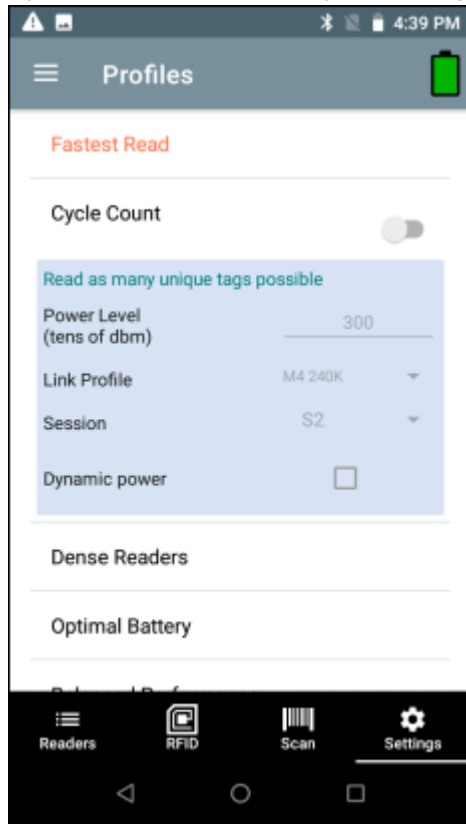 4:39 PM
Profiles
Fastest Read
Cycle Count
Read as many unique tags possible
Power Level
(tens of dbm)
300
Link Profile
M4 240K
Session
S2
Dynamic power
Dense Readers
Optimal Battery
Readers
RFID
Scan
Settings